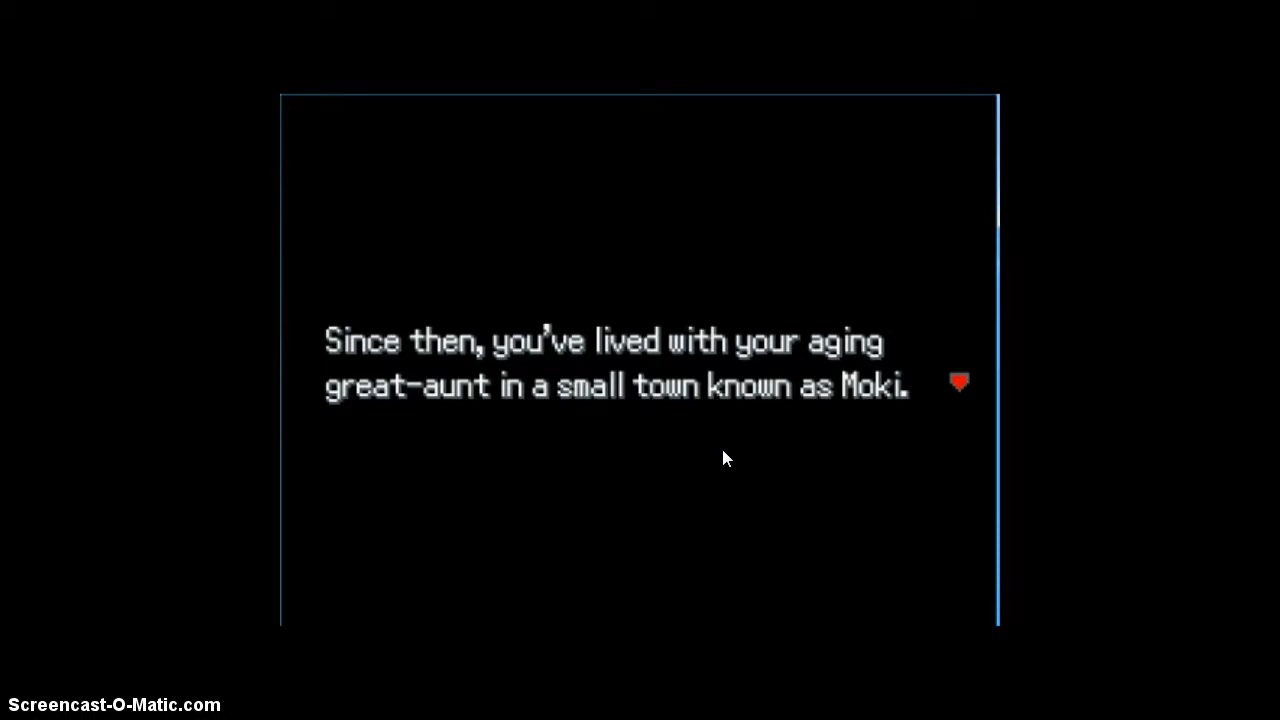 Since then, you've lived with your aging
great-aunt in a small town known as Moki.
Screencast-O-Matic.com